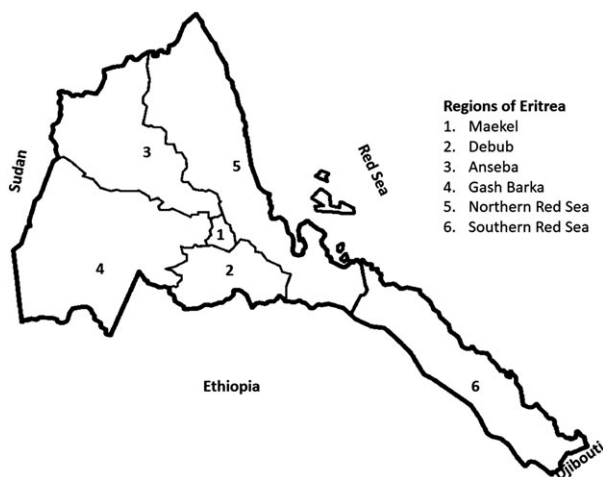 Regions of Eritrea
1. Maekel
2. Debub
3. Anseba
4. Gash Barka
5. Northern Red Sea
6. Southern Red Sea
Sudan
Red Sea
3
5
1
4
2
Ethiopia
6
Djibouti